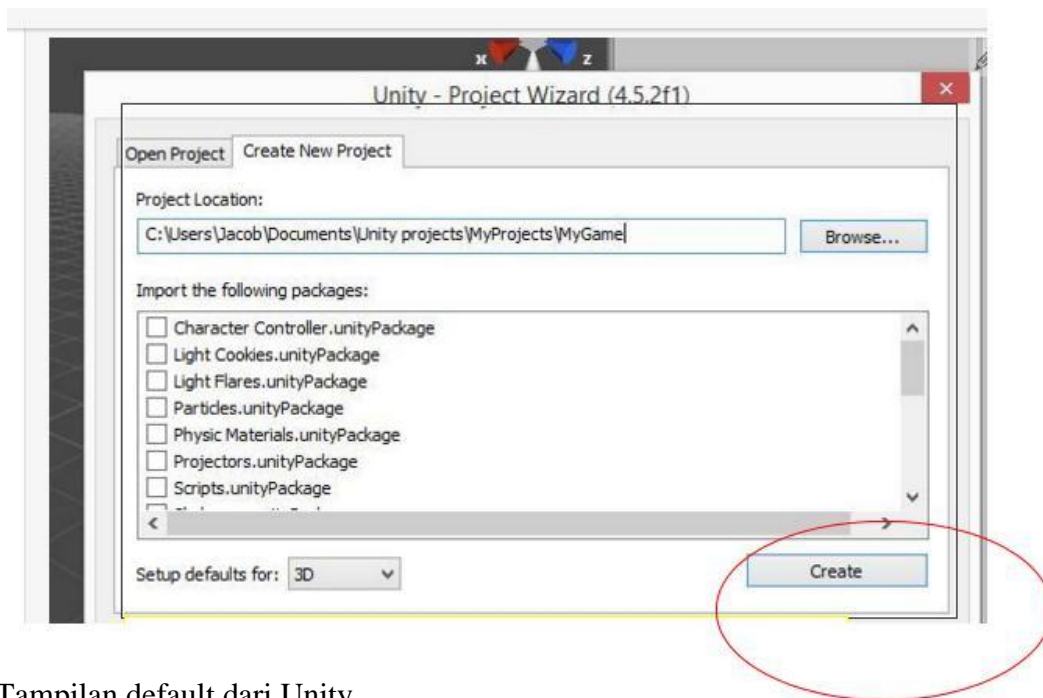 X Z
Unity - Project Wizard (4.5.2f1)
Open Project Create New Project
Project Location:
C:\Users\Jacob\Documents\Unity projects\MyProjects\MyGame Browse...
Import the following packages:
Character Controller.unityPackage
Light Cookies.unityPackage
Light Flares.unityPackage
Particles.unityPackage
Physic Materials.unityPackage
Projectors.unityPackage
Scripts.unityPackage
Setup defaults for: 3D Create
Tampilan default dari Unity